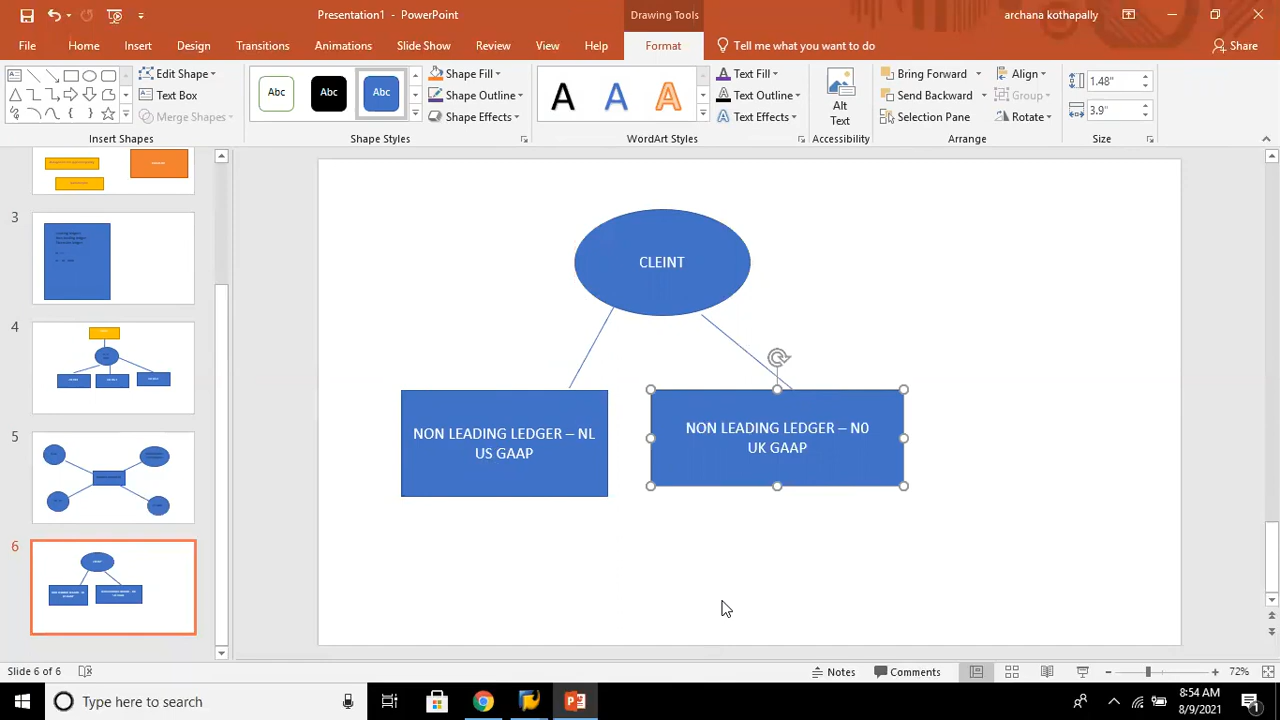 Presentation1 - PowerPoint
Drawing Tools
archana kothapally
File
Home
Insert
Design
Transitions
Animations
Slide Show
Review
View
Help
Format
Tell me what you want to do
Share
Abc
Abc
Abc
Edit Shape
Text Box
Merge Shapes
Insert Shapes
Shape Fill
Shape Outline
Shape Effects
Shape Styles
A A A
Text Fill
Text Outline
Text Effects
WordArt Styles
Alt
Text
Accessibility
Bring Forward
Send Backward
Selection Pane
Align
Group
Rotate
Arrange
1.48"
3.9"
Size
3
4
5
6
CLEINT
NON LEADING LEDGER – NL
US GAAP
NON LEADING LEDGER – N0
UK GAAP
Slide 6 of 6
Notes
Comments
72%
Type here to search
8:54 AM
8/9/2021
1